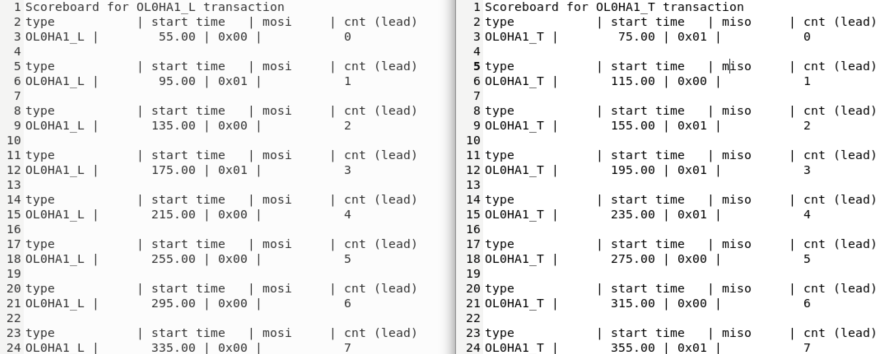 1 Scoreboard for OL0HA1_L transaction
2 type | start time | mosi | cnt (lead)
3 OL0HA1_L | 55.00 | 0x00 | 0
4
5 type | start time | mosi | cnt (lead)
6 OL0HA1_L | 95.00 | 0x01 | 1
7
8 type | start time | mosi | cnt (lead)
9 OL0HA1_L | 135.00 | 0x00 | 2
10
11 type | start time | mosi | cnt (lead)
12 OL0HA1_L | 175.00 | 0x01 | 3
13
14 type | start time | mosi | cnt (lead)
15 OL0HA1_L | 215.00 | 0x00 | 4
16
17 type | start time | mosi | cnt (lead)
18 OL0HA1_L | 255.00 | 0x00 | 5
19
20 type | start time | mosi | cnt (lead)
21 OL0HA1_L | 295.00 | 0x00 | 6
22
23 type | start time | mosi | cnt (lead)
24 OL0HA1_L | 335.00 | 0x00 | 7
1 Scoreboard for OL0HA1_T transaction
2 type | start time | miso | cnt (lead)
3 OL0HA1_T | 75.00 | 0x01 | 0
4
5 type | start time | miso | cnt (lead)
6 OL0HA1_T | 115.00 | 0x00 | 1
7
8 type | start time | miso | cnt (lead)
9 OL0HA1_T | 155.00 | 0x01 | 2
10
11 type | start time | miso | cnt (lead)
12 OL0HA1_T | 195.00 | 0x01 | 3
13
14 type | start time | miso | cnt (lead)
15 OL0HA1_T | 235.00 | 0x01 | 4
16
17 type | start time | miso | cnt (lead)
18 OL0HA1_T | 275.00 | 0x00 | 5
19
20 type | start time | miso | cnt (lead)
21 OL0HA1_T | 315.00 | 0x00 | 6
22
23 type | start time | miso | cnt (lead)
24 OL0HA1_T | 355.00 | 0x01 | 7